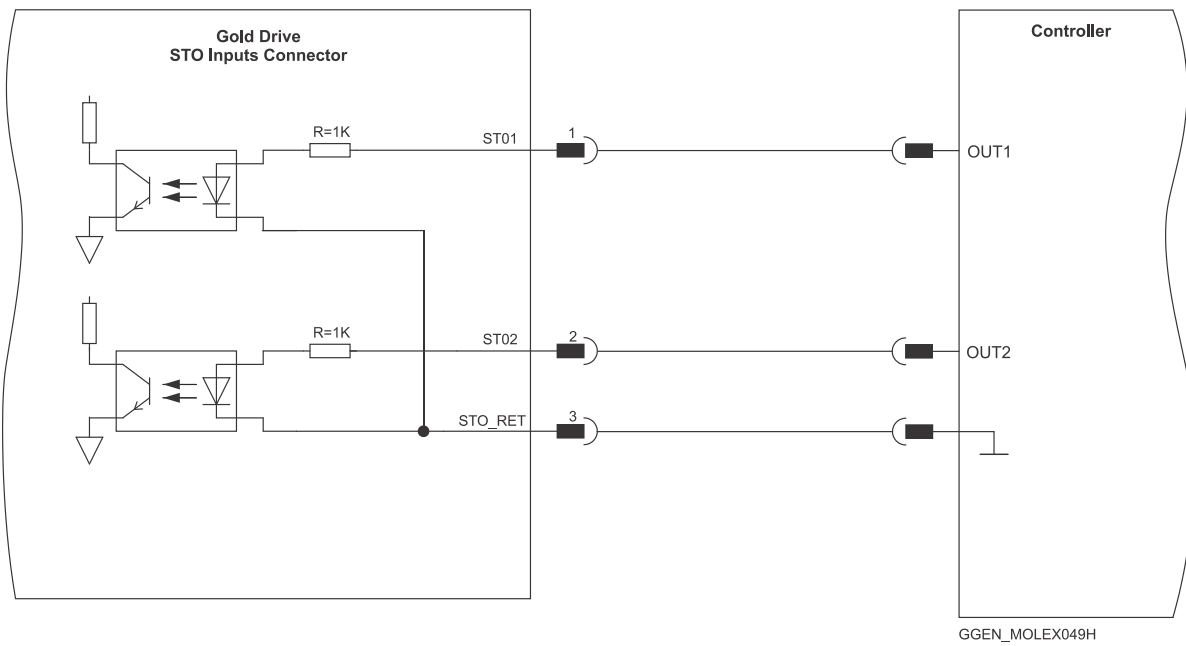 Gold Drive
STO Inputs Connector
Controller
R=1K
ST01
1
OUT1
R=1K
ST02
2
OUT2
STO_RET
3
GGEN_MOLEX049H